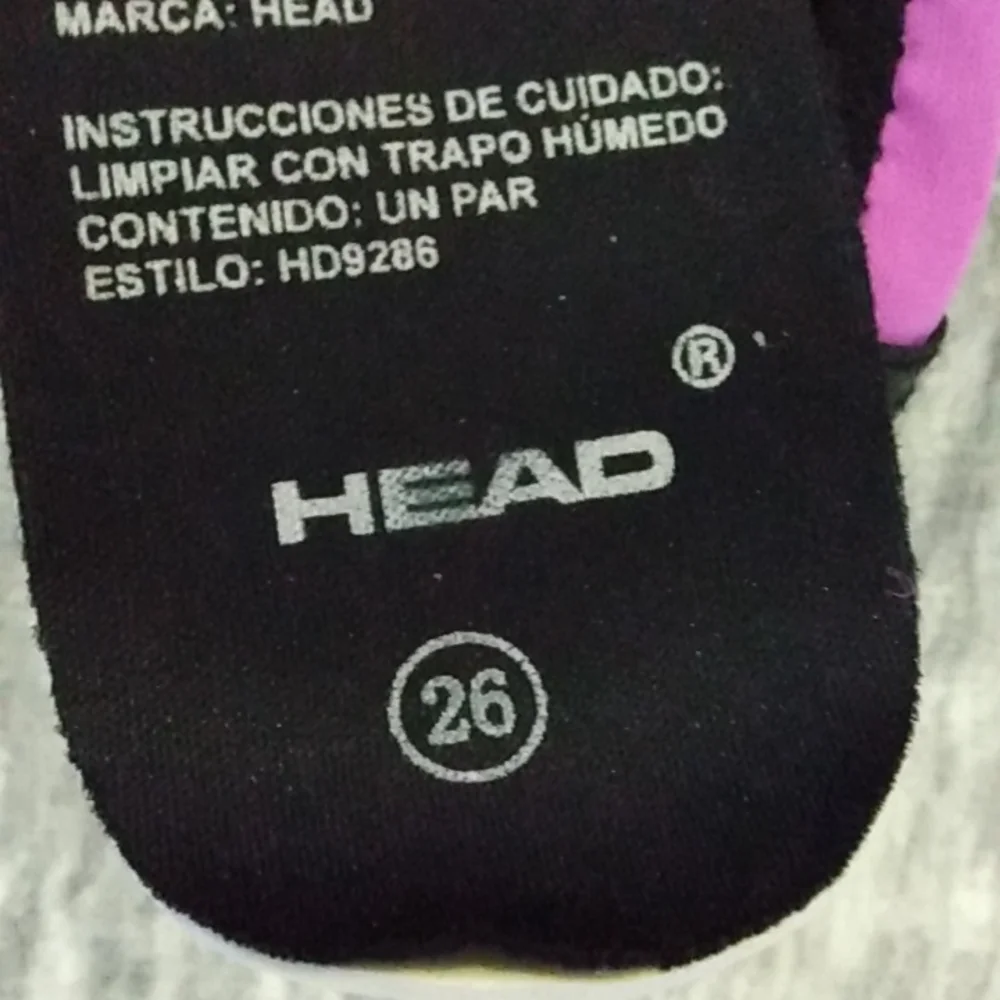 MARCA: HEAD
INSTRUCCIONES DE CUIDADO:
LIMPIAR CON TRAPO HÚMEDO
CONTENIDO: UN PAR
ESTILO: HD9286
®
HEAD
26